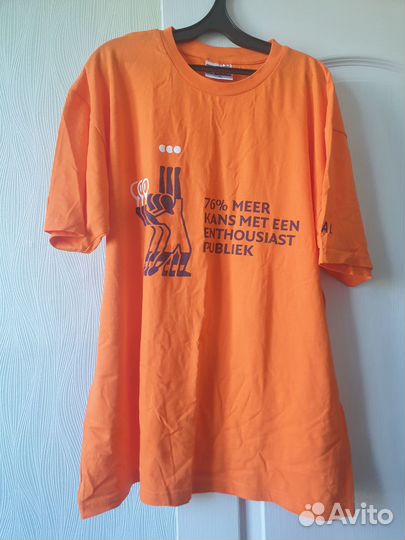 76% MEER
KANS MET EEN
ENTHOUSIAST
PUBLIEK
Avito